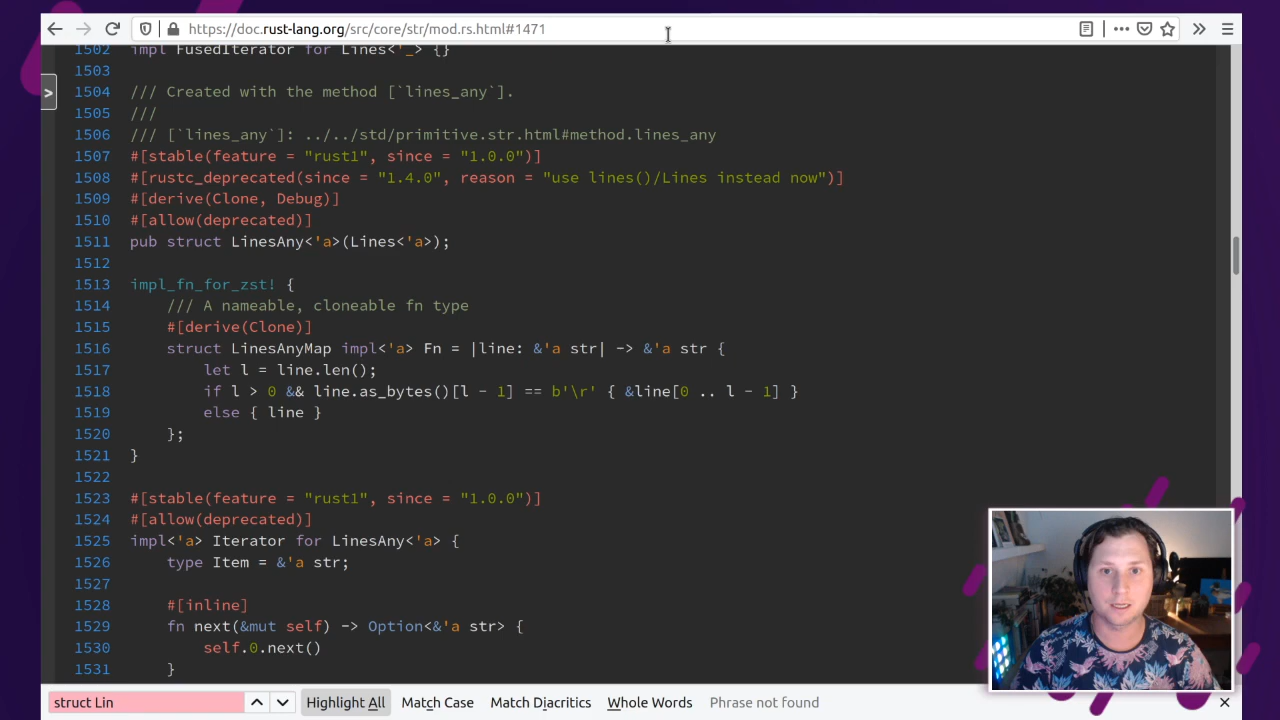 https://doc.rust-lang.org/src/core/str/mod.rs.html#1471
1502 impl FusedIterator for Lines<'_> {}
1503
1504 /// Created with the method [`lines_any`].
1505 ///
1506 /// [`lines_any`]: ../../std/primitive.str.html#method.lines_any
1507 #[stable(feature = "rust1", since = "1.0.0")]
1508 #[rustc_deprecated(since = "1.4.0", reason = "use lines()/Lines instead now")]
1509 #[derive(Clone, Debug)]
1510 #[allow(deprecated)]
1511 pub struct LinesAny<'a>(Lines<'a>);
1512
1513 impl_fn_for_zst! {
1514     /// A nameable, cloneable fn type
1515     #[derive(Clone)]
1516     struct LinesAnyMap impl<'a> Fn = |line: &'a str| -> &'a str {
1517         let l = line.len();
1518         if l > 0 && line.as_bytes()[l - 1] == b'\r' { &line[0 .. l - 1] }
1519         else { line }
1520     };
1521 }
1522
1523 #[stable(feature = "rust1", since = "1.0.0")]
1524 #[allow(deprecated)]
1525 impl<'a> Iterator for LinesAny<'a> {
1526     type Item = &'a str;
1527
1528     #[inline]
1529     fn next(&mut self) -> Option<&'a str> {
1530         self.0.next()
1531     }
struct Lin Highlight All Match Case Match Diacritics Whole Words Phrase not found